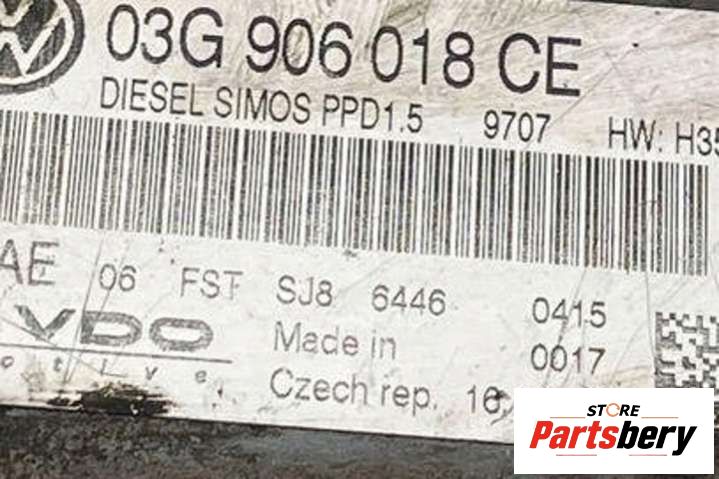 03G 906 018 CE
DIESEL SIMOS PPD1.5 9707 HW: H35
AE 06 FST SJ8 6446 0415
VDO Made in 0017
o t i v e Czech rep. 16
STORE
Partsbery